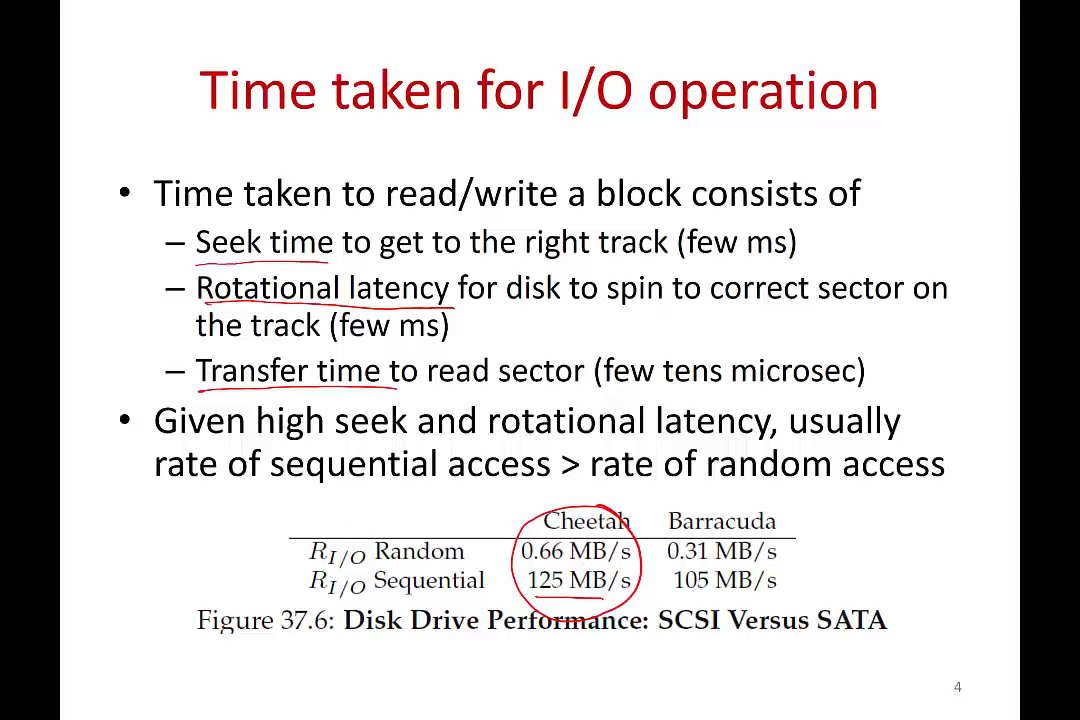 Time taken for I/O operation
• Time taken to read/write a block consists of
– Seek time to get to the right track (few ms)
– Rotational latency for disk to spin to correct sector on
the track (few ms)
– Transfer time to read sector (few tens microsec)
• Given high seek and rotational latency, usually
rate of sequential access > rate of random access
Cheetah Barracuda
R_I/O Random 0.66 MB/s 0.31 MB/s
R_I/O Sequential 125 MB/s 105 MB/s
Figure 37.6: Disk Drive Performance: SCSI Versus SATA
4